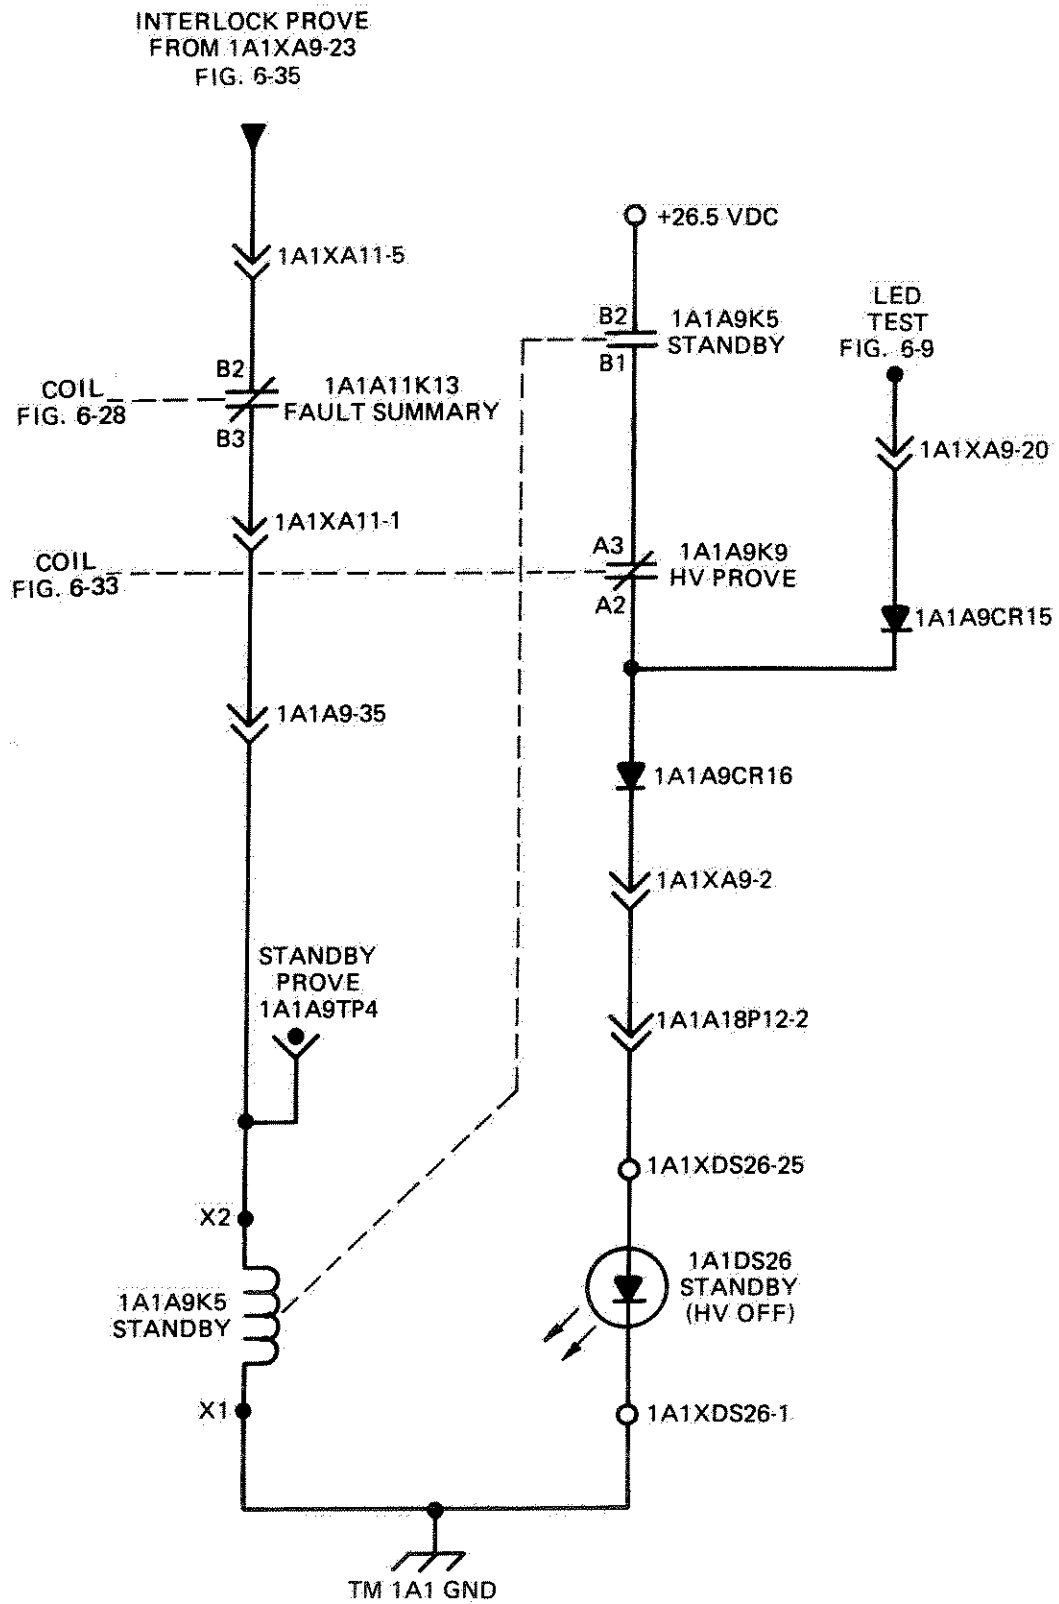 INTERLOCK PROVE
FROM 1A1XA9-23
FIG. 6-35
1A1XA11-5
+26.5 VDC
B2
1A1A9K5
STANDBY
B1
LED
TEST
FIG. 6-9
COIL
FIG. 6-28
B2
1A1A11K13
FAULT SUMMARY
B3
1A1XA9-20
1A1XA11-1
COIL
FIG. 6-33
A3
1A1A9K9
HV PROVE
A2
1A1A9CR15
1A1A9-35
1A1A9CR16
1A1XA9-2
STANDBY
PROVE
1A1A9TP4
1A1A18P12-2
1A1XDS26-25
X2
1A1A9K5
STANDBY
1A1DS26
STANDBY
(HV OFF)
X1
1A1XDS26-1
TM 1A1 GND